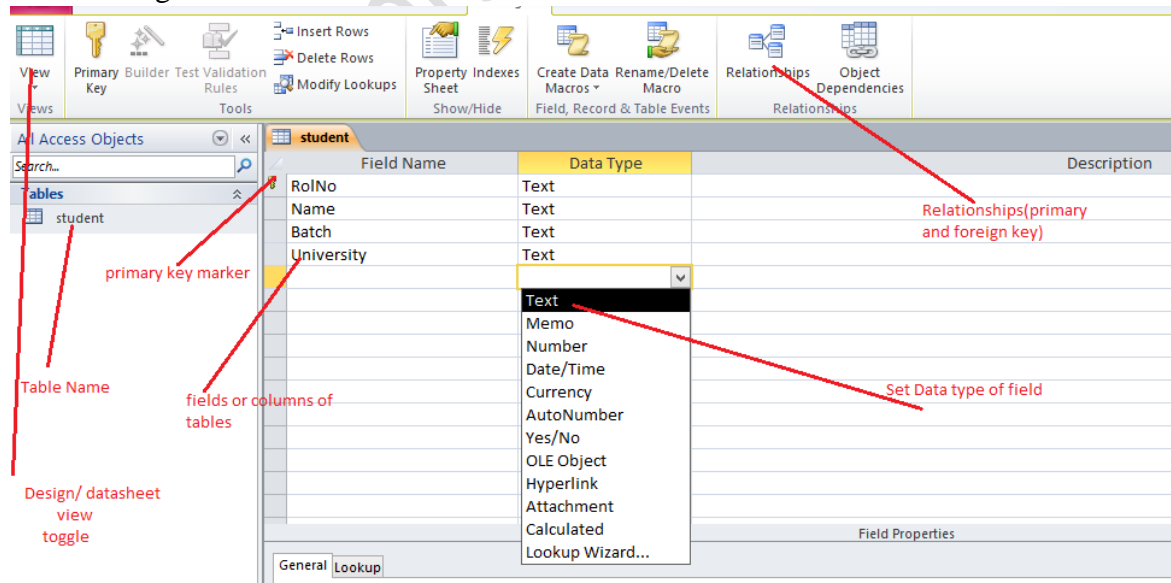 View
Primary Key
Builder
Test Validation Rules
Insert Rows
Delete Rows
Modify Lookups
Property Sheet
Indexes
Create Data Macros
Rename/Delete Macro
Relationships
Object Dependencies
Views
Tools
Show/Hide
Field, Record & Table Events
Relationships
All Access Objects
Search...
Tables
student
student
Field Name
Data Type
Description
RolNo
Text
Name
Text
Batch
Text
University
Text
Text
Memo
Number
Date/Time
Currency
AutoNumber
Yes/No
OLE Object
Hyperlink
Attachment
Calculated
Lookup Wizard...
Relationships(primary
and foreign key)
primary key marker
Table Name
fields or columns of
tables
Set Data type of field
Design/ datasheet
view
toggle
Field Properties
General
Lookup